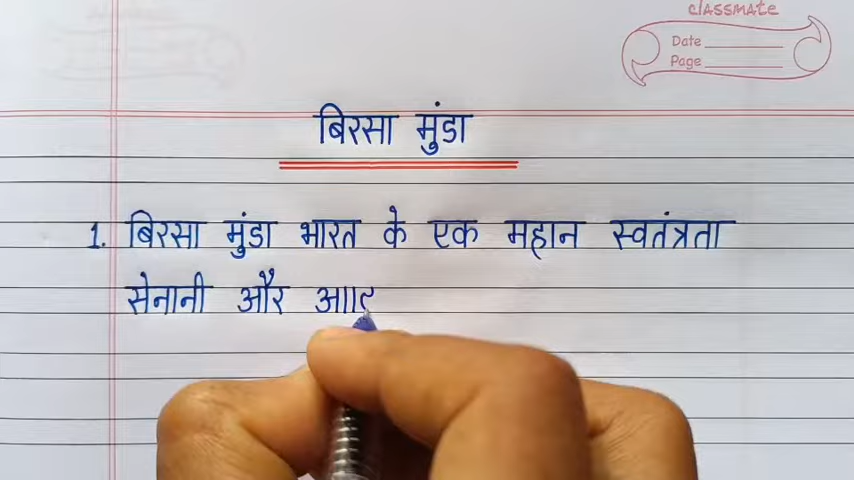 classmate
Date
Page
बिरसा मुंडा
1. बिरसा मुंडा भारत के एक महान स्वतंत्रता
सेनानी और